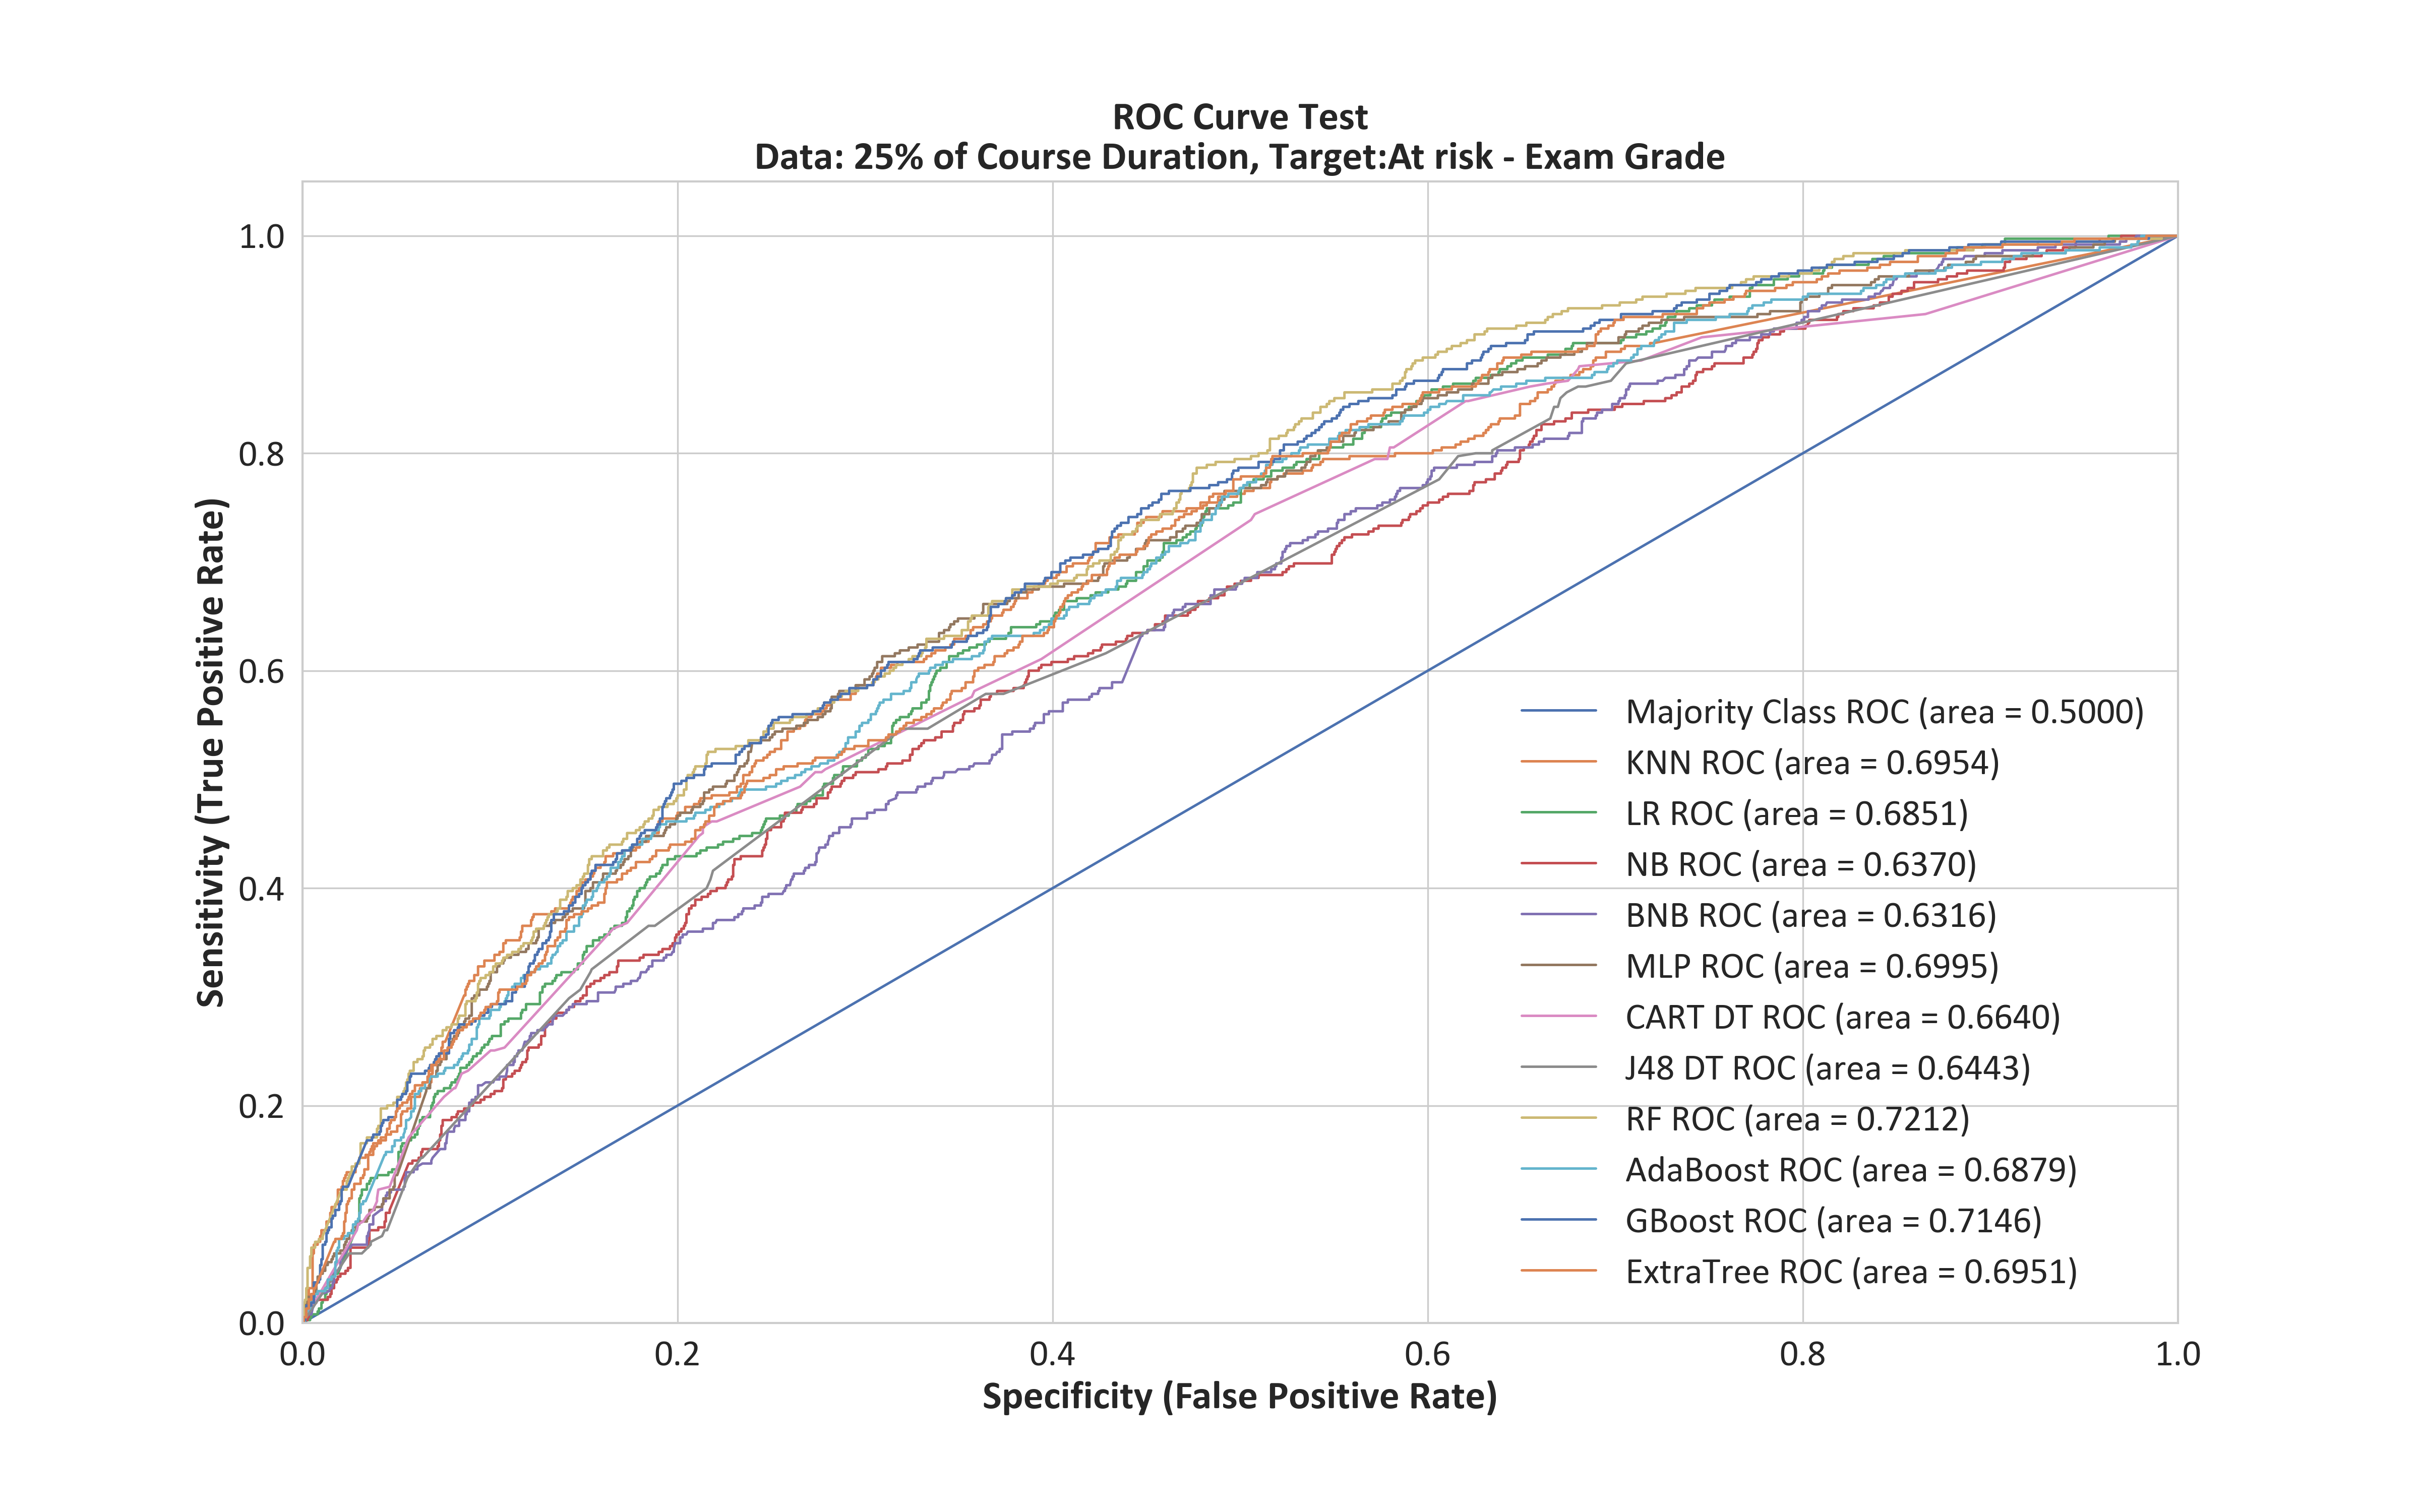 ROC Curve Test
Data: 25% of Course Duration, Target:At risk - Exam Grade
Sensitivity (True Positive Rate)
1.0
0.8
0.6
0.4
0.2
0.0
Majority Class ROC (area = 0.5000)
KNN ROC (area = 0.6954)
LR ROC (area = 0.6851)
NB ROC (area = 0.6370)
BNB ROC (area = 0.6316)
MLP ROC (area = 0.6995)
CART DT ROC (area = 0.6640)
J48 DT ROC (area = 0.6443)
RF ROC (area = 0.7212)
AdaBoost ROC (area = 0.6879)
GBoost ROC (area = 0.7146)
ExtraTree ROC (area = 0.6951)
0.0 0.2 0.4 0.6 0.8 1.0
Specificity (False Positive Rate)